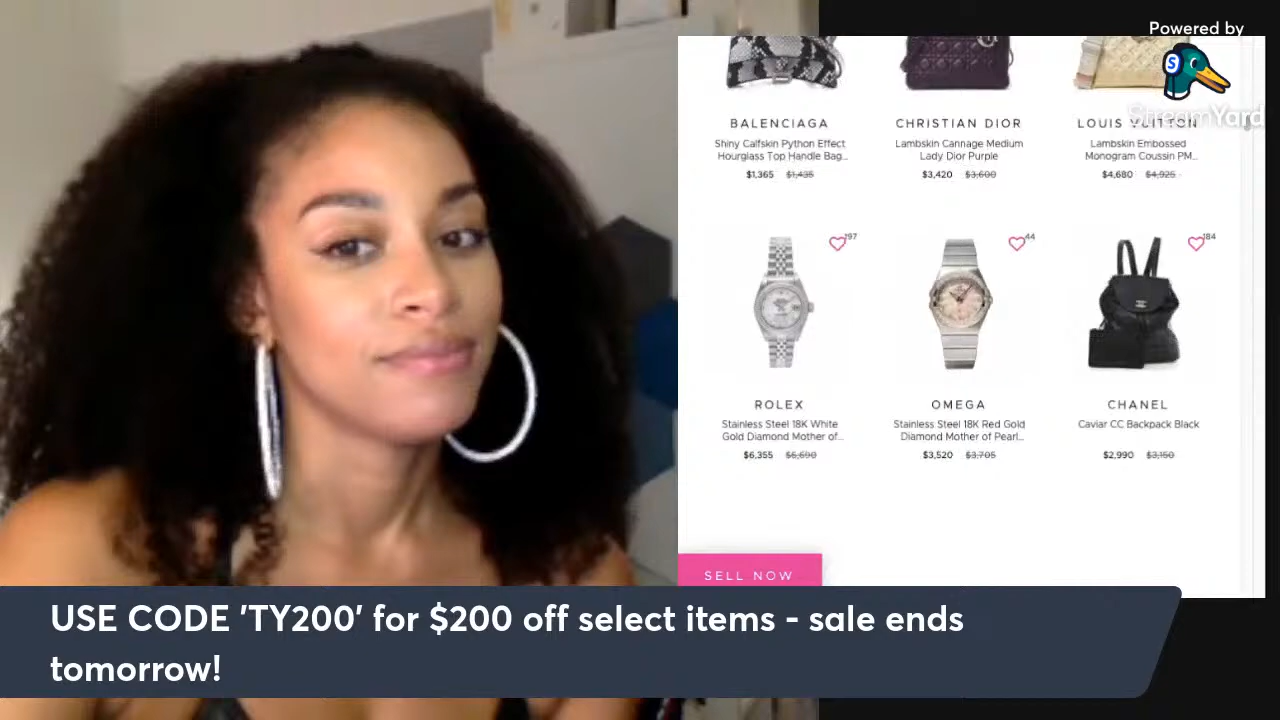 Powered by
StreamYard
BALENCIAGA
Shiny Calfskin Python Effect
Hourglass Top Handle Bag...
$1,365 $1,435
CHRISTIAN DIOR
Lambskin Cannage Medium
Lady Dior Purple
$3,420 $3,600
LOUIS VUITTON
Lambskin Embossed
Monogram Coussin PM...
$4,680 $4,925
197
44
184
ROLEX
Stainless Steel 18K White
Gold Diamond Mother of...
$6,355 $6,690
OMEGA
Stainless Steel 18K Red Gold
Diamond Mother of Pearl...
$3,520 $3,705
CHANEL
Caviar CC Backpack Black
$2,990 $3,150
SELL NOW
USE CODE 'TY200' for $200 off select items - sale ends
tomorrow!